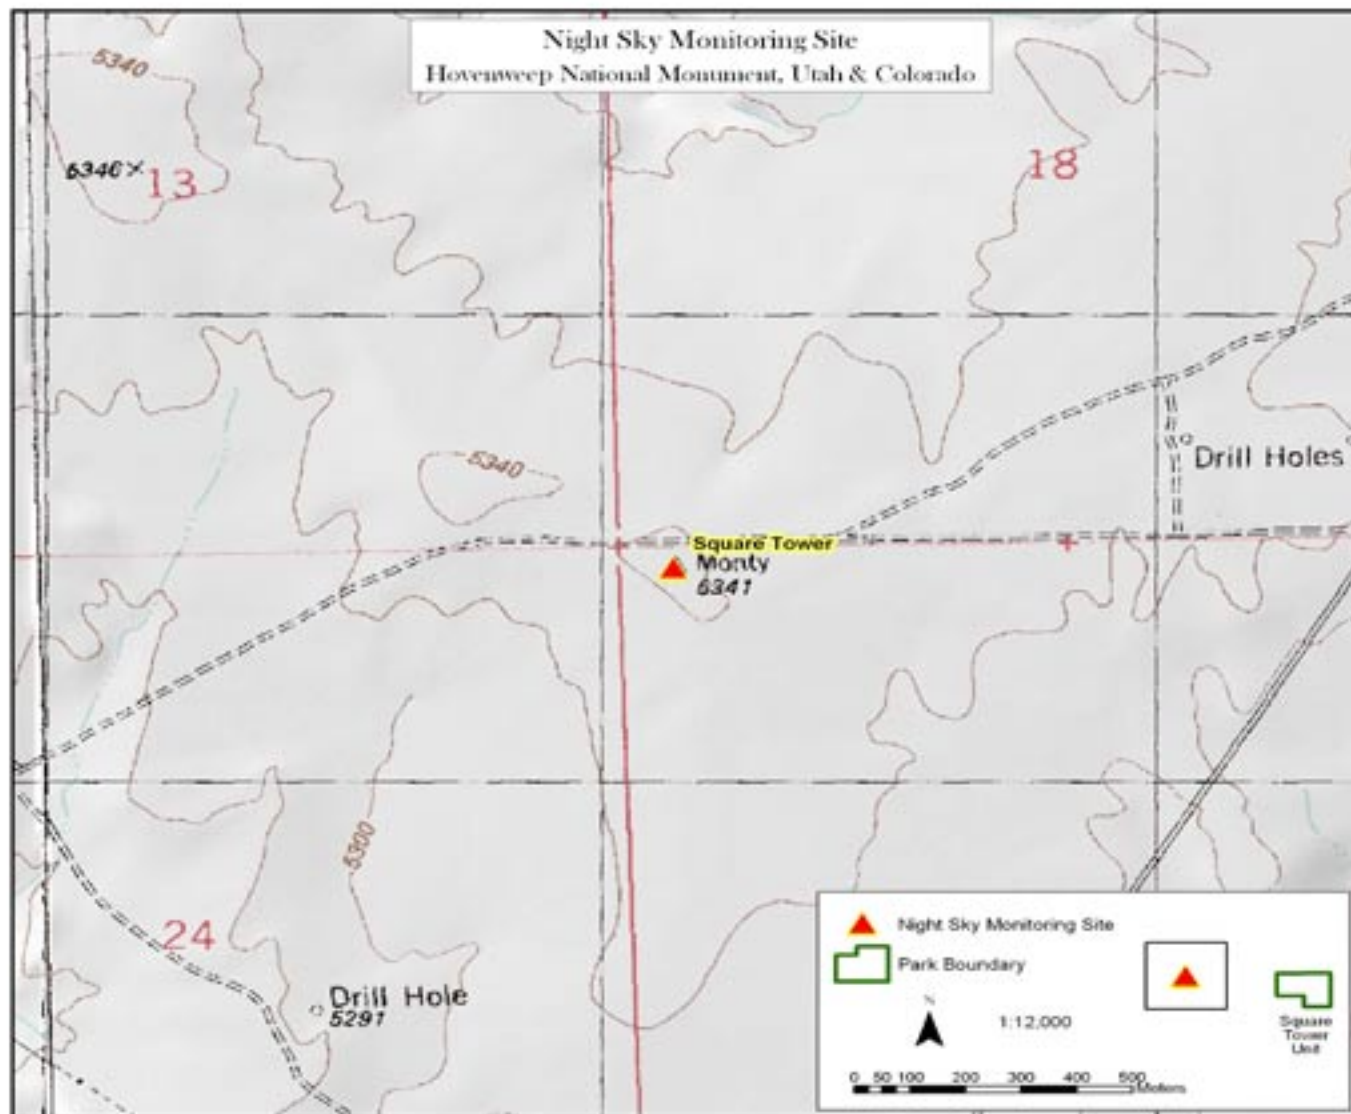 Night Sky Monitoring Site
Hovenweep National Monument, Utah & Colorado
5340
5346
13
18
5340
Drill Holes
Square Tower
Monty
5341
5300
24
Drill Hole
5291
Night Sky Monitoring Site
Park Boundary
N
1:12,000
Square
Tower
Unit
0 50 100 200 300 400 500
Meters